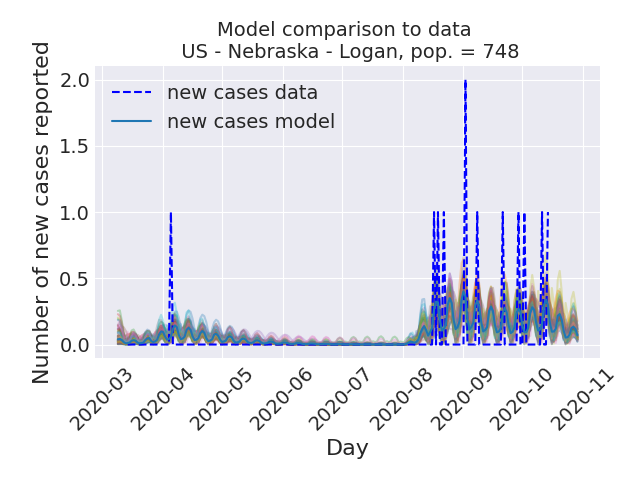 Model comparison to data
US - Nebraska - Logan, pop. = 748
new cases data
new cases model
Number of new cases reported
2.0
1.5
1.0
0.5
0.0
2020-03
2020-04
2020-05
2020-06
2020-07
2020-08
2020-09
2020-10
2020-11
Day